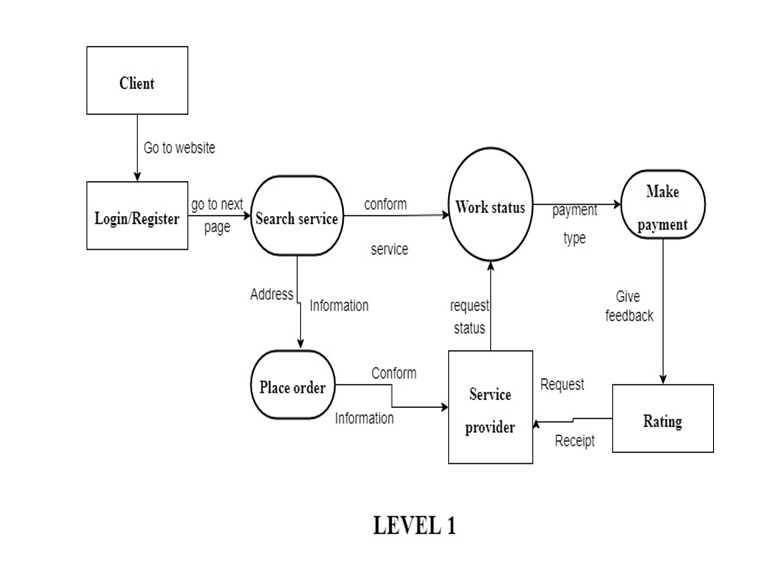 Client
Go to website
Login/Register
go to next
page
Search service
conform
service
Work status
payment
type
Make
payment
Address
Information
request
status
Give
feedback
Place order
Conform
Information
Service
provider
Request
Receipt
Rating
LEVEL 1